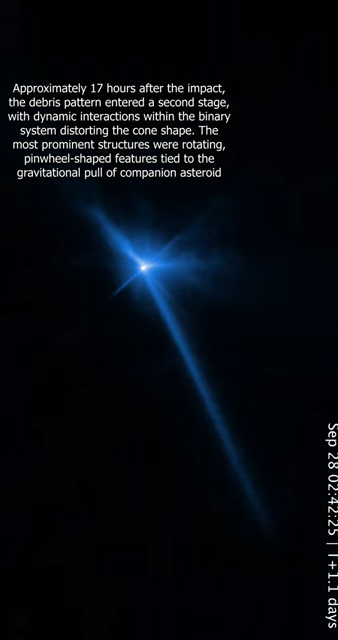 Approximately 17 hours after the impact,
the debris pattern entered a second stage,
with dynamic interactions within the binary
system distorting the cone shape. The
most prominent structures were rotating,
pinwheel-shaped features tied to the
gravitational pull of companion asteroid
Sep 28 02:42:25 | T+1.1 days